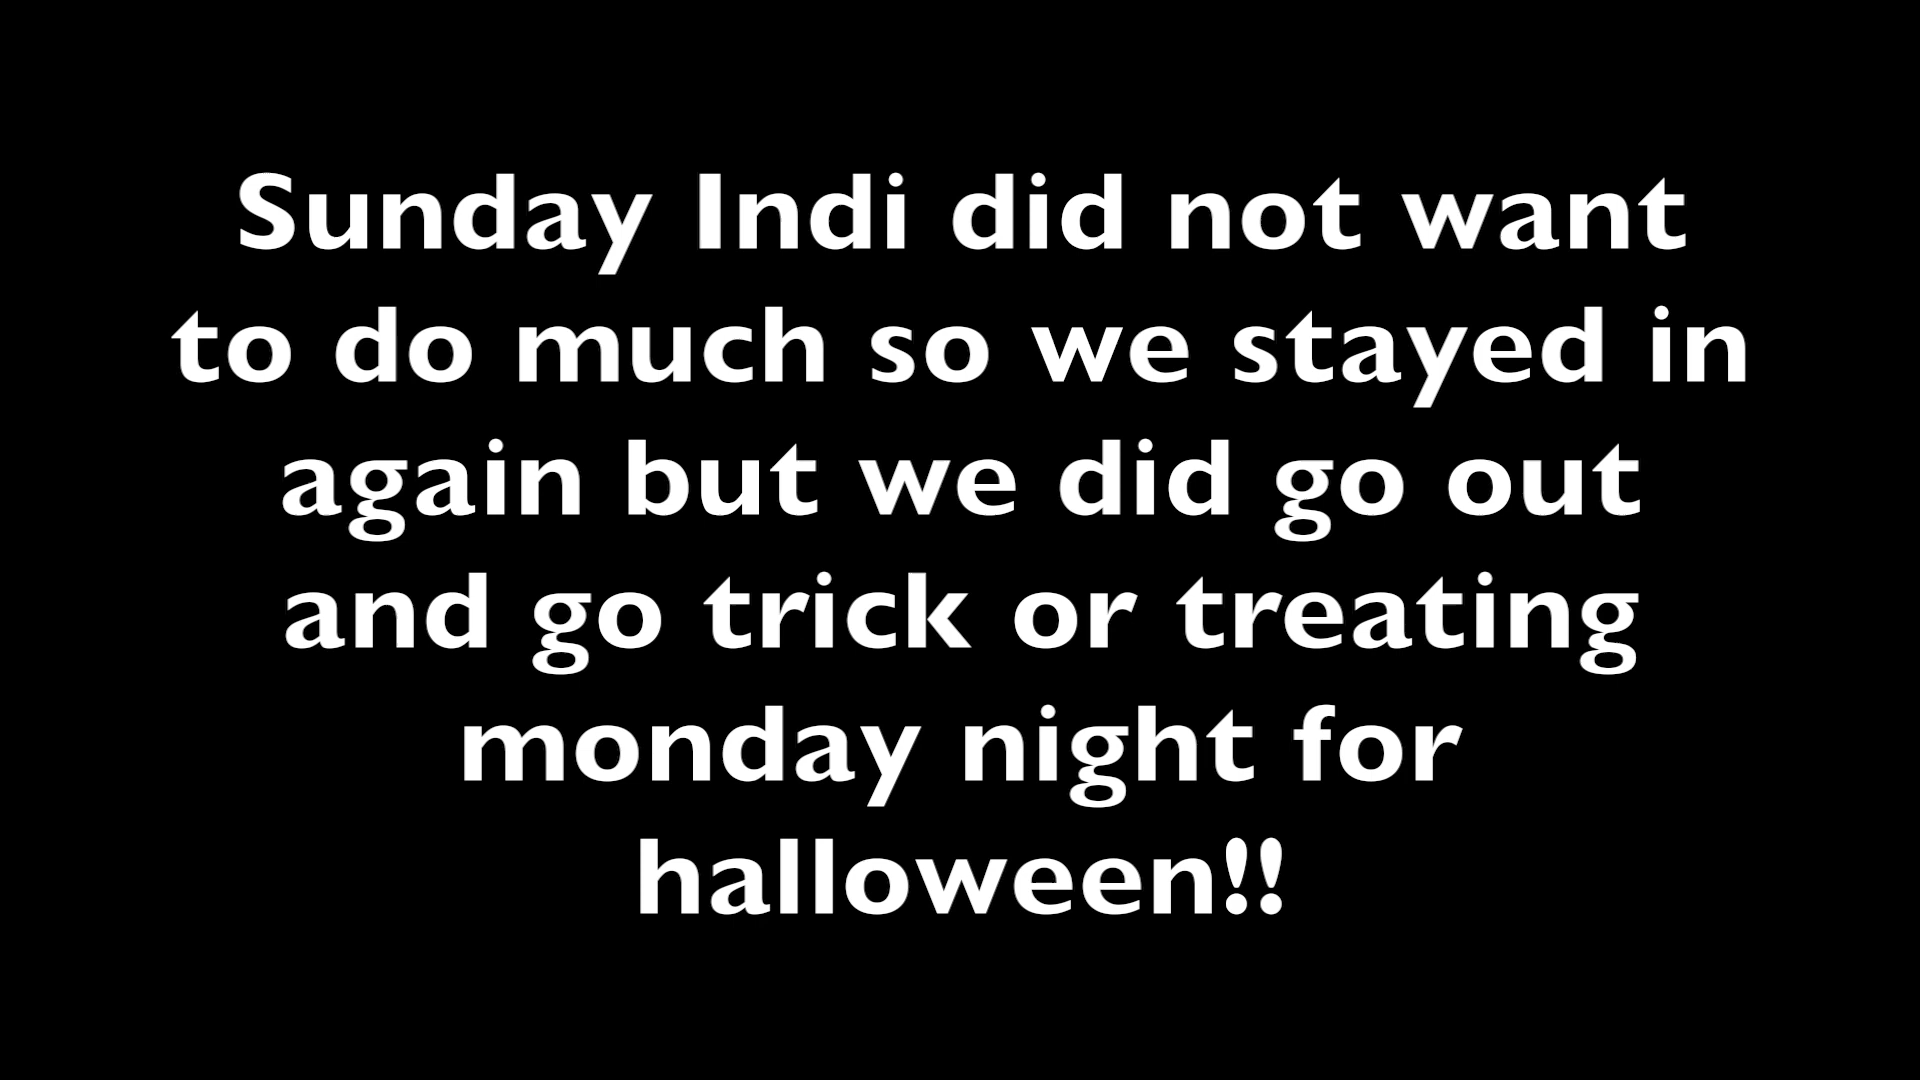 Sunday Indi did not want
to do much so we stayed in
again but we did go out
and go trick or treating
monday night for
halloween!!